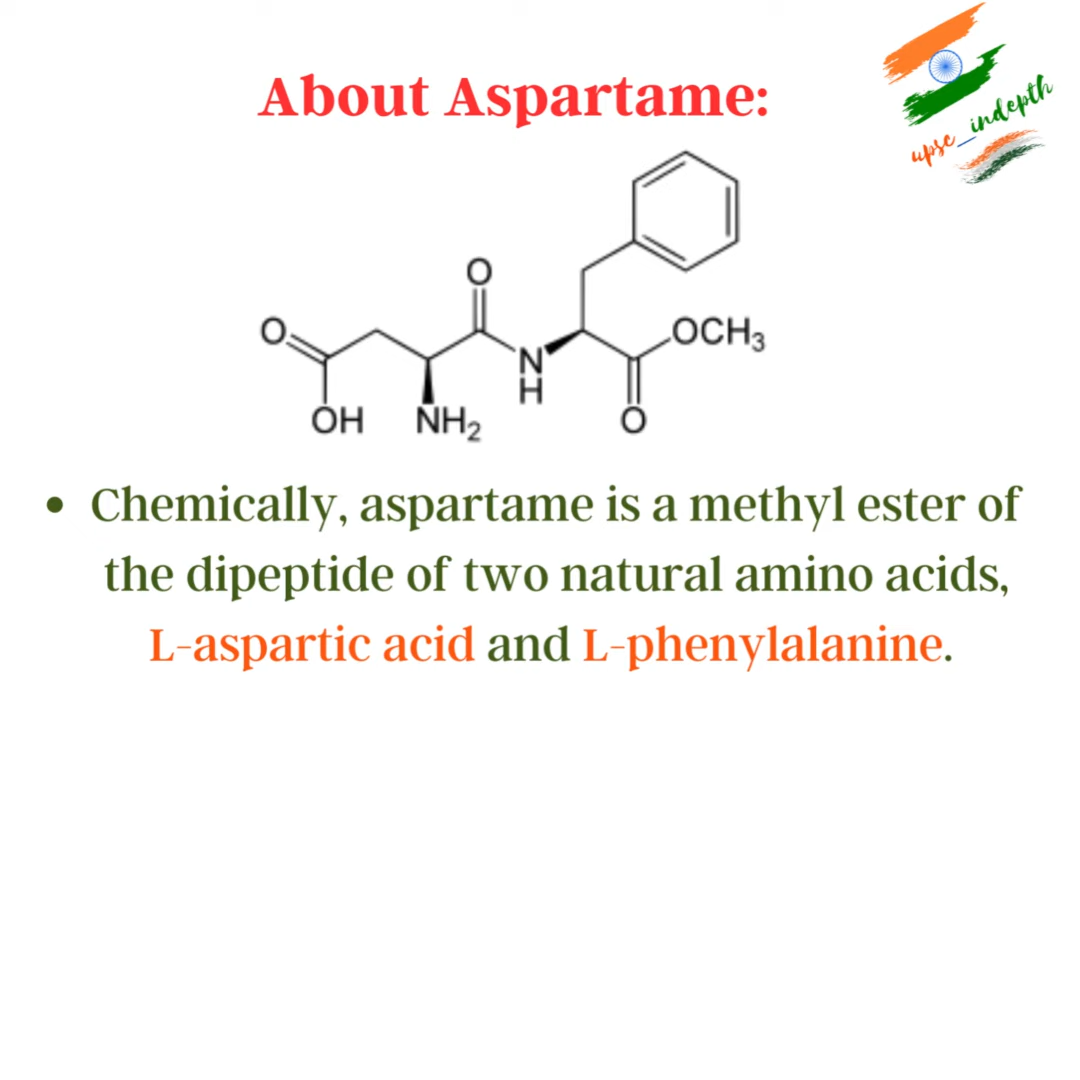 About Aspartame:
upsc_indepth
O
O
OCH₃
N
H
OH
NH₂
O
• Chemically, aspartame is a methyl ester of
the dipeptide of two natural amino acids,
L-aspartic acid and L-phenylalanine.